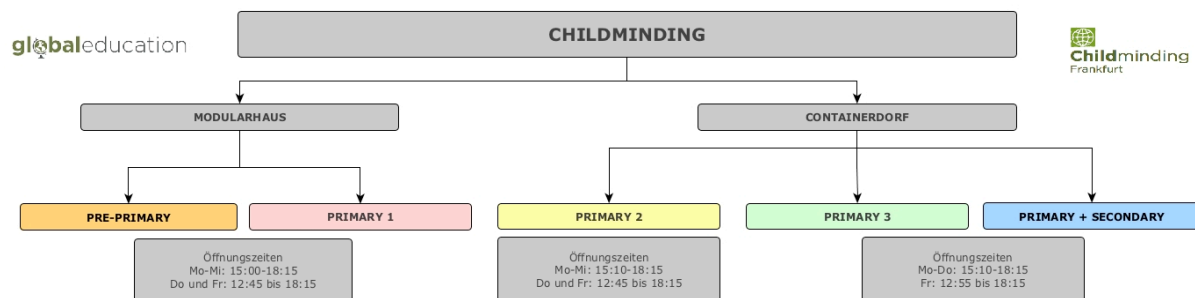 globaleducation
CHILDMINDING
Childminding
Frankfurt
MODULARHAUS
CONTAINERDORF
PRE-PRIMARY
PRIMARY 1
PRIMARY 2
PRIMARY 3
PRIMARY + SECONDARY
Öffnungszeiten
Mo-Mi: 15:00-18:15
Do und Fr: 12:45 bis 18:15
Öffnungszeiten
Mo-Mi: 15:10-18:15
Do und Fr: 12:45 bis 18:15
Öffnungszeiten
Mo-Do: 15:10-18:15
Fr: 12:55 bis 18:15